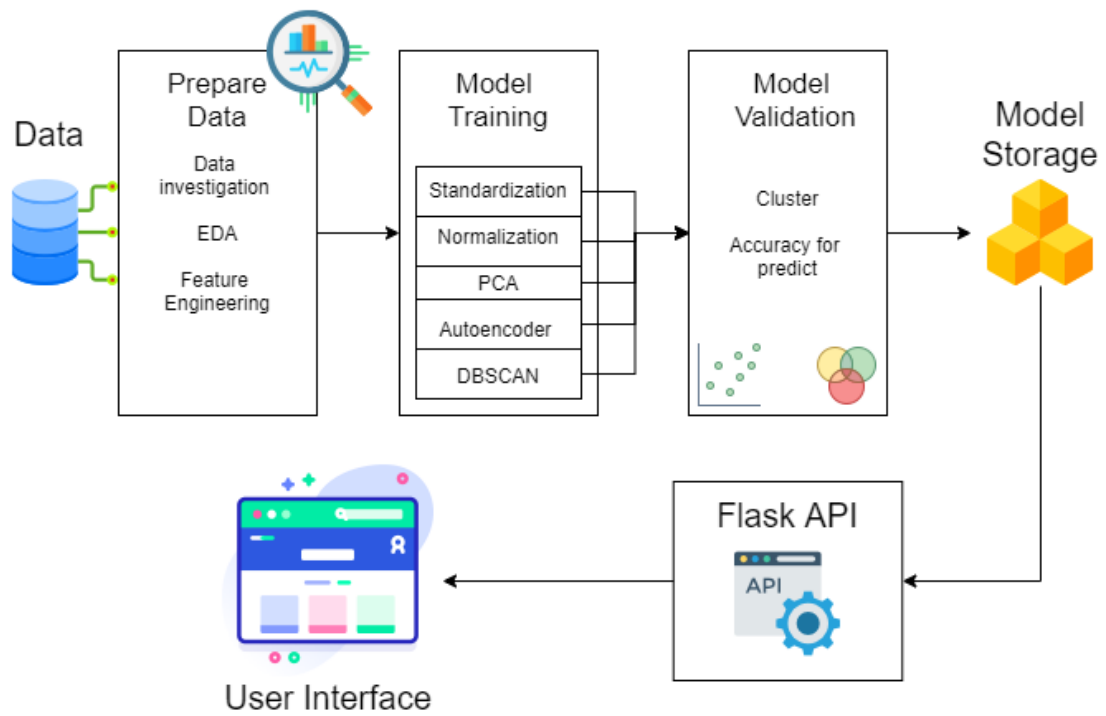 Data
Prepare
Data
Data
investigation
EDA
Feature
Engineering
Model
Training
Standardization
Normalization
PCA
Autoencoder
DBSCAN
Model
Validation
Cluster
Accuracy for
predict
Model
Storage
Flask API
API
User Interface